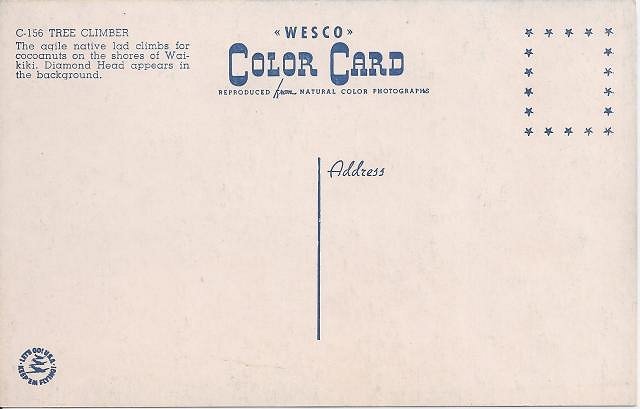 C-156 TREE CLIMBER
The agile native lad climbs for
cocoanuts on the shores of Wai-
kiki. Diamond Head appears in
the background.
«WESCO»
COLOR CARD
REPRODUCED from NATURAL COLOR PHOTOGRAPHS
Address
LET'S GO! U.S.A.
KEEP 'EM FLYING!